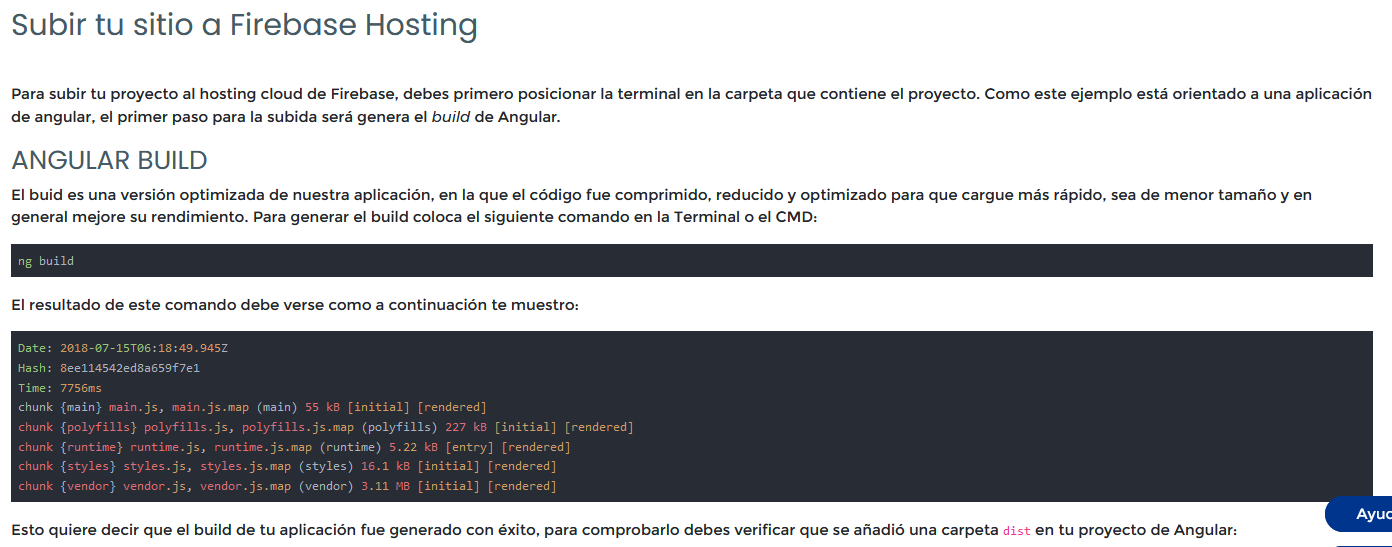 Subir tu sitio a Firebase Hosting
Para subir tu proyecto al hosting cloud de Firebase, debes primero posicionar la terminal en la carpeta que contiene el proyecto. Como este ejemplo está orientado a una aplicación
de angular, el primer paso para la subida será genera el build de Angular.
ANGULAR BUILD
El buid es una versión optimizada de nuestra aplicación, en la que el código fue comprimido, reducido y optimizado para que cargue más rápido, sea de menor tamaño y en
general mejore su rendimiento. Para generar el build coloca el siguiente comando en la Terminal o el CMD:
ng build
El resultado de este comando debe verse como a continuación te muestro:
Date: 2018-07-15T06:18:49.945Z
Hash: 8ee114542ed8a659f7e1
Time: 7756ms
chunk {main} main.js, main.js.map (main) 55 kB [initial] [rendered]
chunk {polyfills} polyfills.js, polyfills.js.map (polyfills) 227 kB [initial] [rendered]
chunk {runtime} runtime.js, runtime.js.map (runtime) 5.22 kB [entry] [rendered]
chunk {styles} styles.js, styles.js.map (styles) 16.1 kB [initial] [rendered]
chunk {vendor} vendor.js, vendor.js.map (vendor) 3.11 MB [initial] [rendered]
Esto quiere decir que el build de tu aplicación fue generado con éxito, para comprobarlo debes verificar que se añadió una carpeta dist en tu proyecto de Angular: